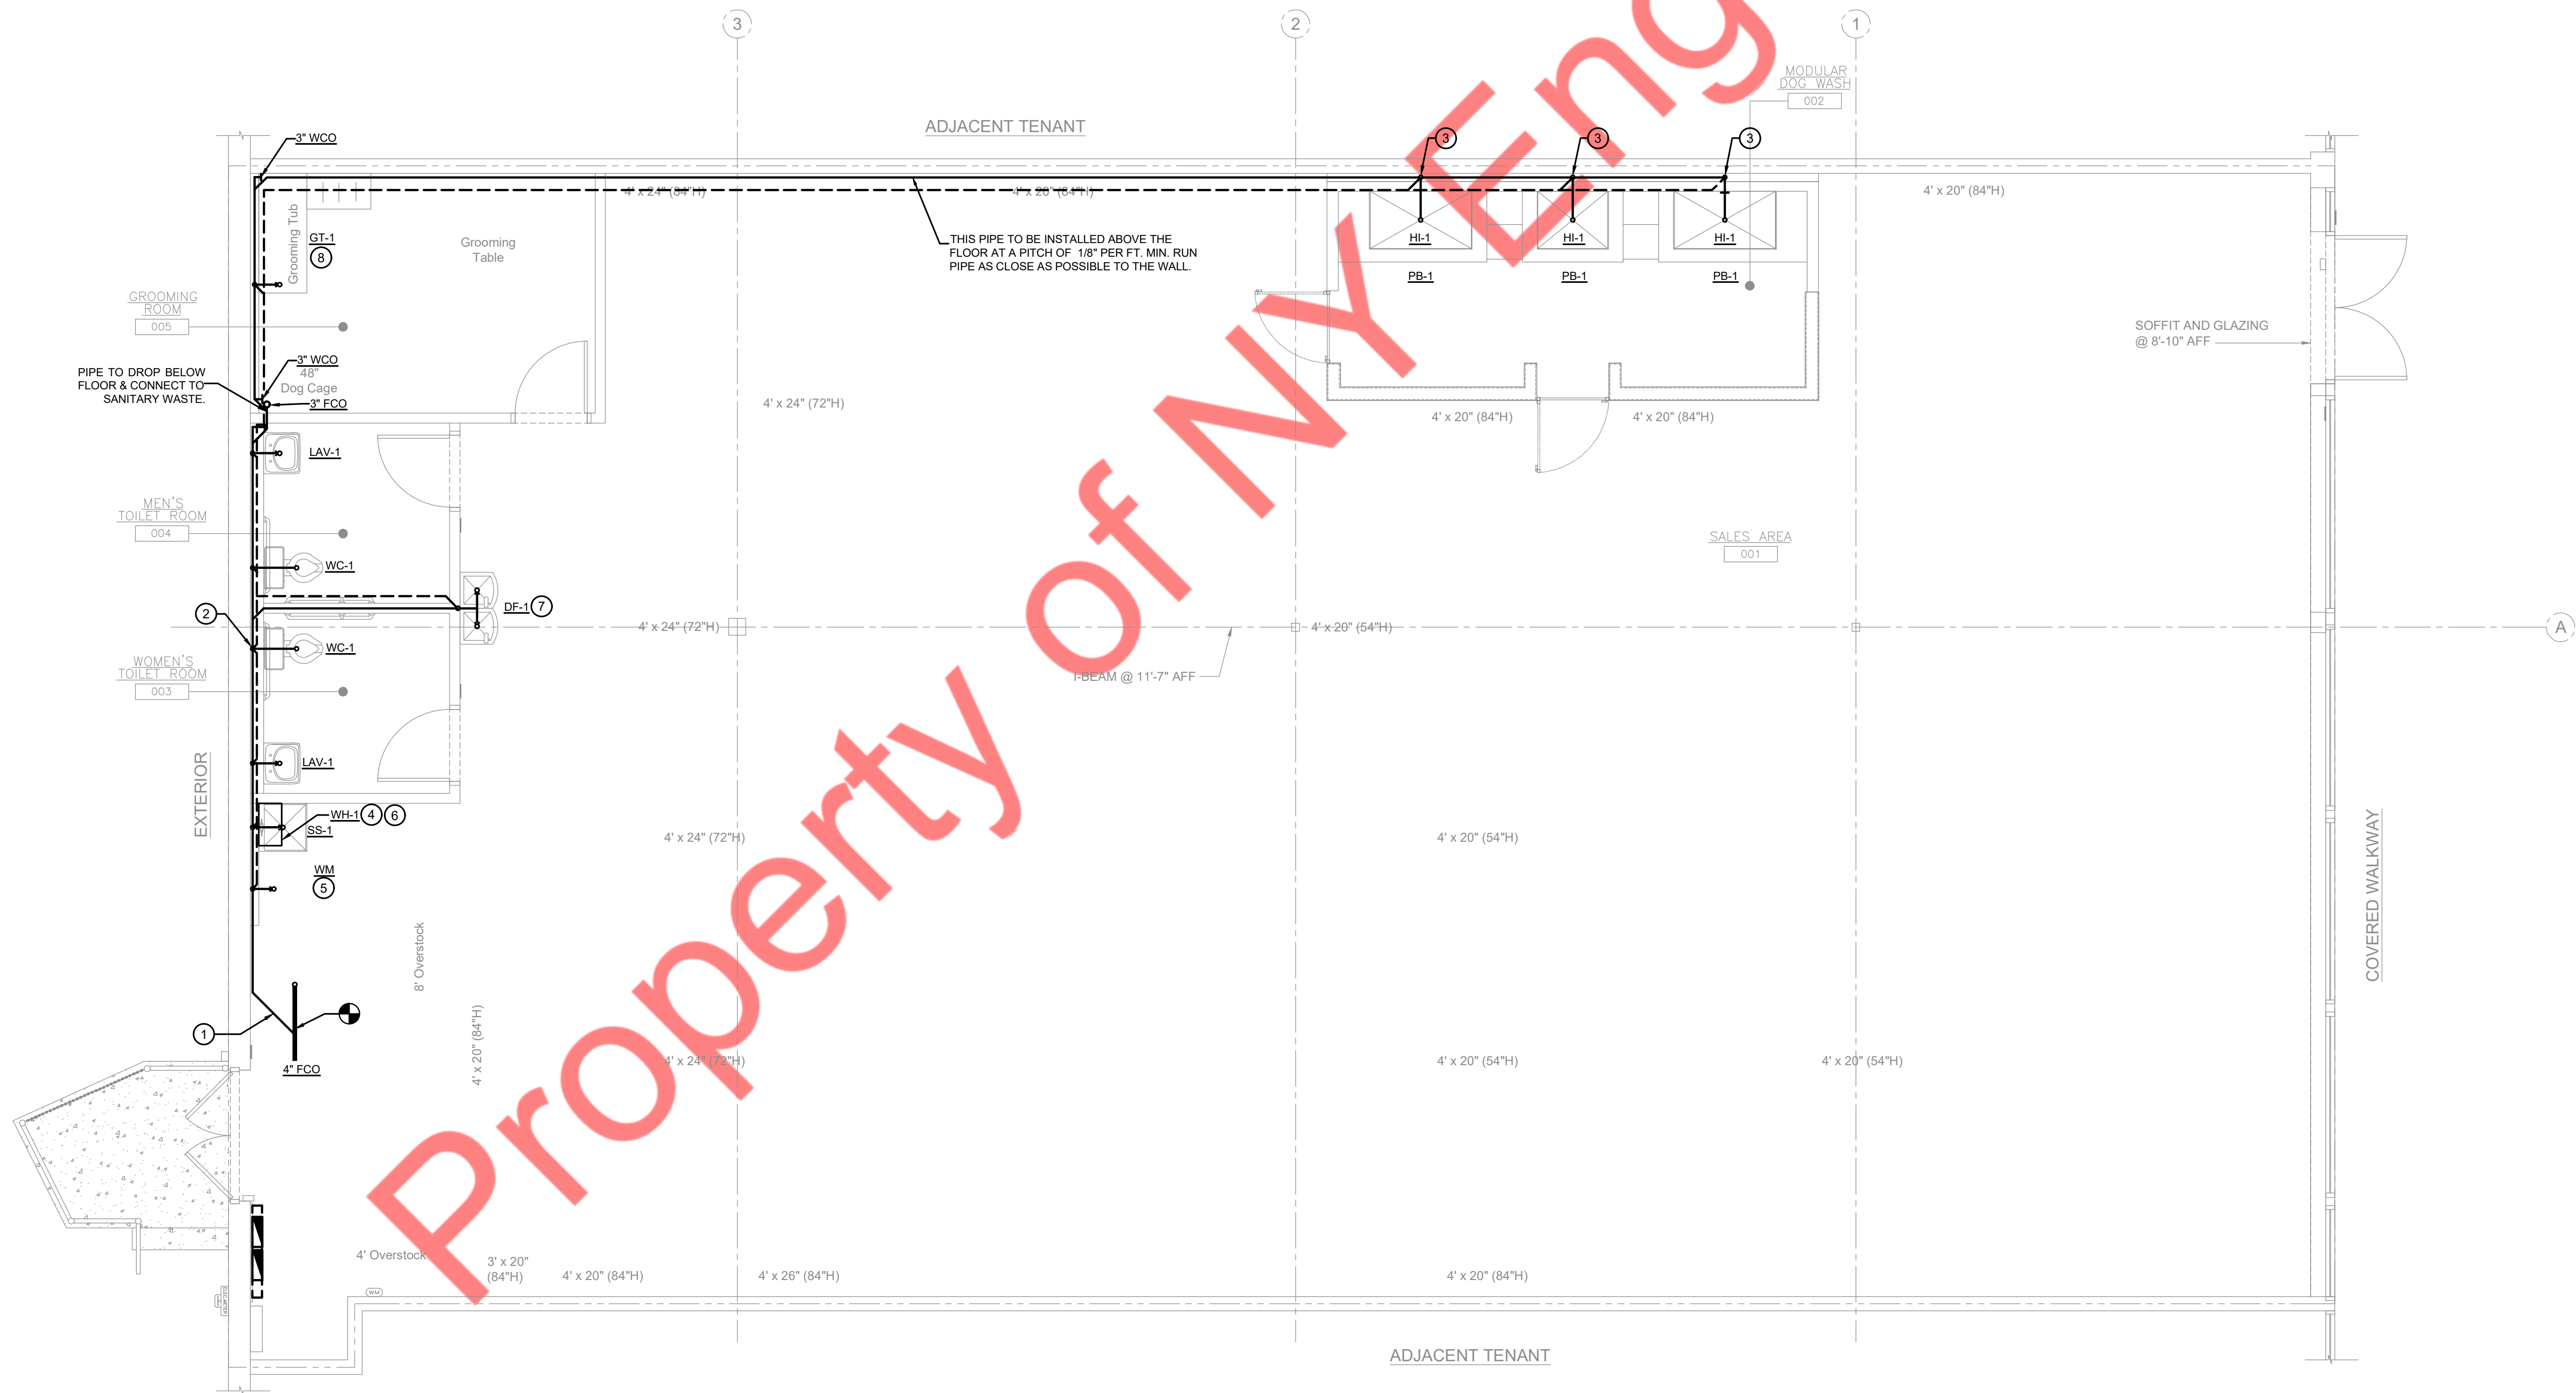 3
2
1
MODULAR
DOG WASH
002
ADJACENT TENANT
3" WCO
3
3
3
4' x 24" (84"H)
4' x 20" (84"H)
4' x 20" (84"H)
Grooming Tub
GT-1
8
Grooming
Table
THIS PIPE TO BE INSTALLED ABOVE THE
FLOOR AT A PITCH OF 1/8" PER FT. MIN. RUN
PIPE AS CLOSE AS POSSIBLE TO THE WALL.
HI-1
HI-1
HI-1
PB-1
PB-1
PB-1
GROOMING
ROOM
005
SOFFIT AND GLAZING
@ 8'-10" AFF
PIPE TO DROP BELOW
FLOOR & CONNECT TO
SANITARY WASTE.
3" WCO
48"
Dog Cage
3" FCO
4' x 24" (72"H)
4' x 20" (84"H)
4' x 20" (84"H)
LAV-1
MEN'S
TOILET ROOM
004
SALES AREA
001
WC-1
2
DF-1
7
4' x 24" (72"H)
4' x 20" (54"H)
A
WC-1
WOMEN'S
TOILET ROOM
003
I-BEAM @ 11'-7" AFF
LAV-1
EXTERIOR
WH-1
4
6
SS-1
4' x 24" (72"H)
4' x 20" (54"H)
COVERED WALKWAY
WM
5
8' Overstock
4' x 20" (84"H)
1
4" FCO
4' x 24" (72"H)
4' x 20" (54"H)
4' x 20" (54"H)
4' Overstock
3' x 20"
(84"H)
4' x 20" (84"H)
4' x 26" (84"H)
4' x 20" (84"H)
WM
ADJACENT TENANT
Property of NY Eng